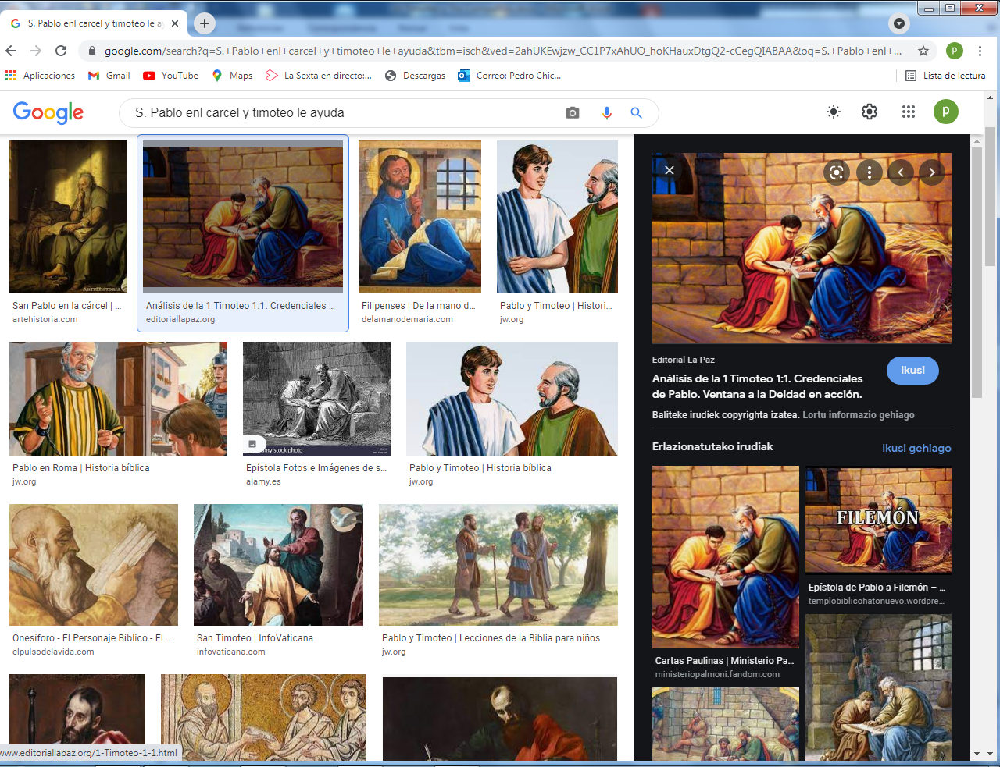 S. Pablo enl carcel y timoteo le ay
google.com/search?q=S.+Pablo+enl+carcel+y+timoteo+le+ayuda&tbm=isch&ved=2ahUKEwjzw_CC1P7xAhUO_hoKHauxDtgQ2-cCegQIABAA&oq=S.+Pablo+enl+...
p
Aplicaciones
Gmail
YouTube
Maps
La Sexta en directo:...
Descargas
Correo: Pedro Chic...
Lista de lectura
Google
S. Pablo enl carcel y timoteo le ayuda
p
ARTEHISTORIA
San Pablo en la cárcel | ...
artehistoria.com
Análisis de la 1 Timoteo 1:1. Credenciales ...
editoriallapaz.org
Filipenses | De la mano d...
delamanodemaria.com
Pablo y Timoteo | Histori...
jw.org
Pablo en Roma | Historia bíblica
jw.org
amy stock photo
Epístola Fotos e Imágenes de s...
alamy.es
Pablo y Timoteo | Historia bíblica
jw.org
Onesíforo - El Personaje Bíblico - El ...
elpulsodelavida.com
San Timoteo | InfoVaticana
infovaticana.com
Pablo y Timoteo | Lecciones de la Biblia para niños
jw.org
www.editoriallapaz.org/1-Timoteo-1-1.html
Editorial La Paz
Análisis de la 1 Timoteo 1:1. Credenciales
de Pablo. Ventana a la Deidad en acción.
Ikusi
Baliteke irudiek copyrighta izatea. Lortu informazio gehiago
Erlazionatutako irudiak
Ikusi gehiago
FILEMÓN
Epístola de Pablo a Filemón – ...
templobiblicohatonuevo.wordpre...
Cartas Paulinas | Ministerio Pa...
ministeriopalmoni.fandom.com